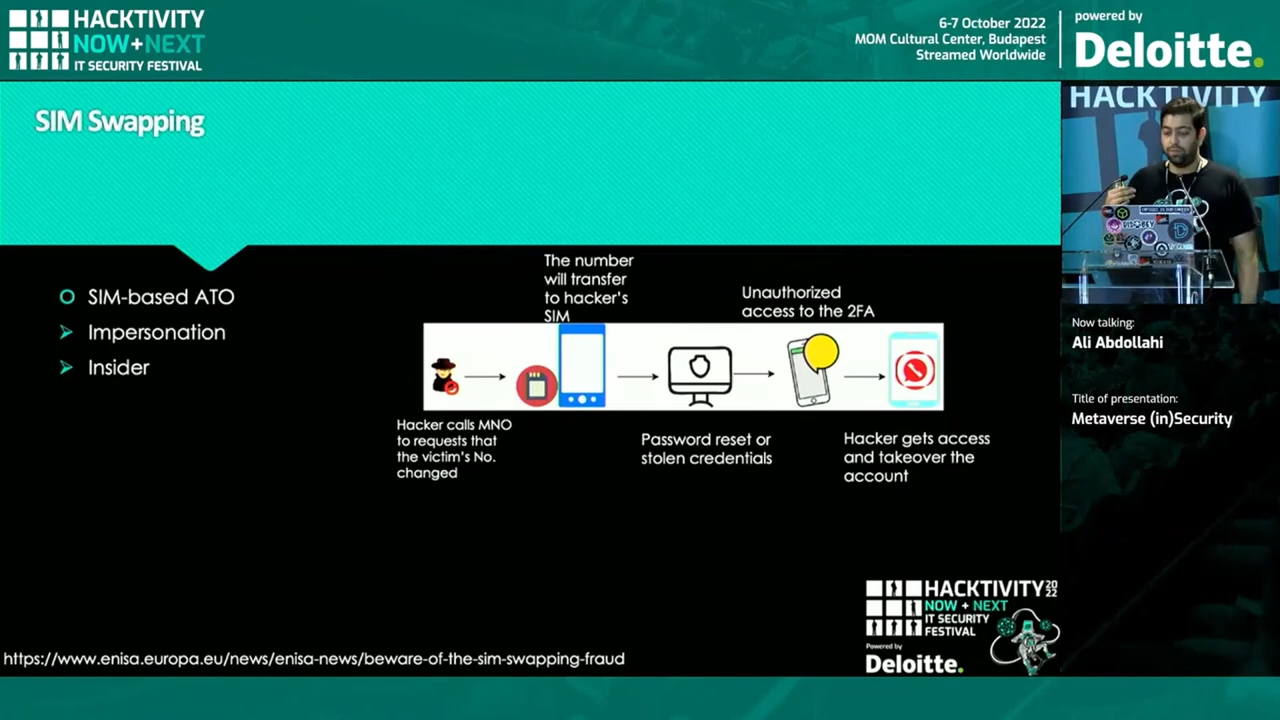 HACKTIVITY
NOW+NEXT
IT SECURITY FESTIVAL
6-7 October 2022
MOM Cultural Center, Budapest
Streamed Worldwide
powered by
Deloitte.
SIM Swapping
SIM-based ATO
Impersonation
Insider
The number
will transfer
to hacker's
SIM
Unauthorized
access to the 2FA
Hacker calls MNO
to requests that
the victim's No.
changed
Password reset or
stolen credentials
Hacker gets access
and takeover the
account
https://www.enisa.europa.eu/news/enisa-news/beware-of-the-sim-swapping-fraud
HACKTIVITY 20
22
NOW + NEXT
IT SECURITY
FESTIVAL
Powered by
Deloitte.
HACKTIVITY
Now talking:
Ali Abdollahi
Title of presentation:
Metaverse (in)Security